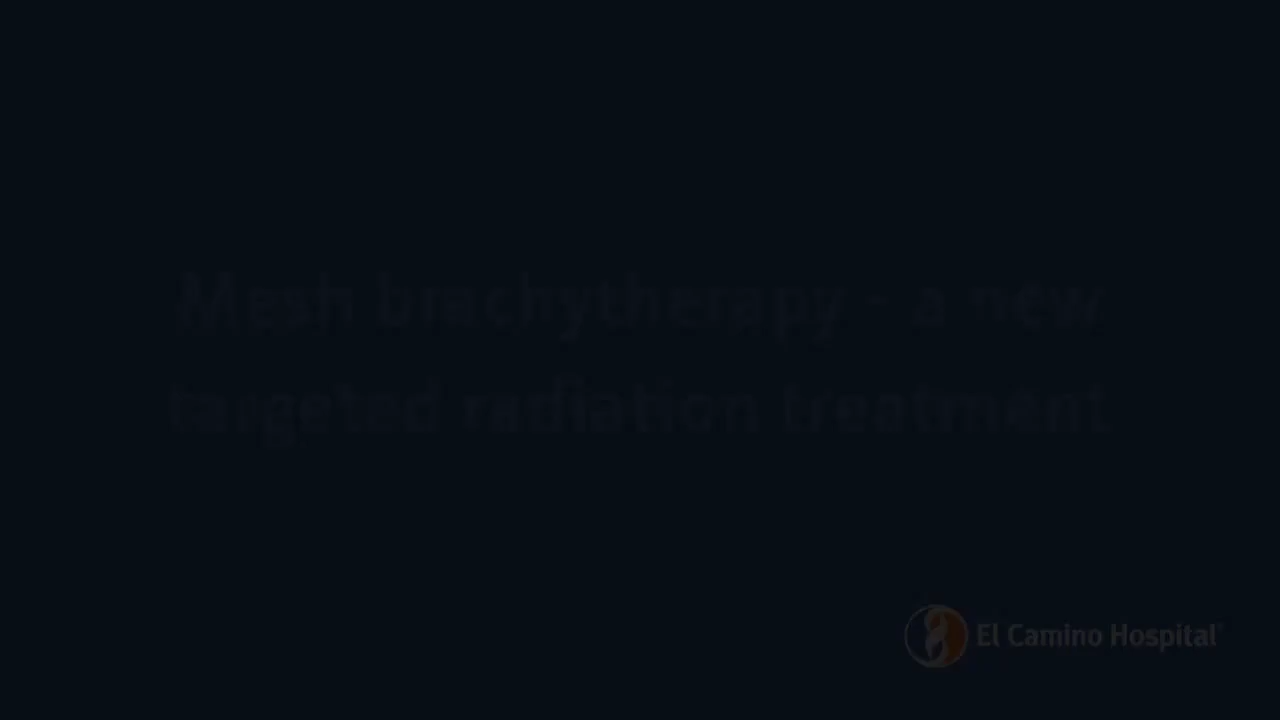 Mesh brachytherapy - a new
targeted radiation treatment
El Camino Hospital